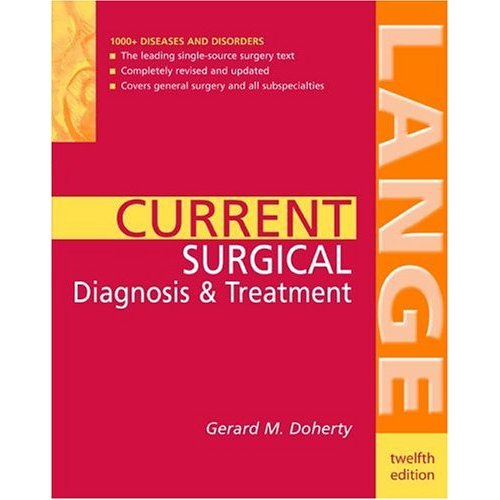 1000+ DISEASES AND DISORDERS
■ The leading single-source surgery text
■ Completely revised and updated
■ Covers general surgery and all subspecialties
CURRENT
SURGICAL
Diagnosis & Treatment
Gerard M. Doherty
LANGE
twelfth
edition